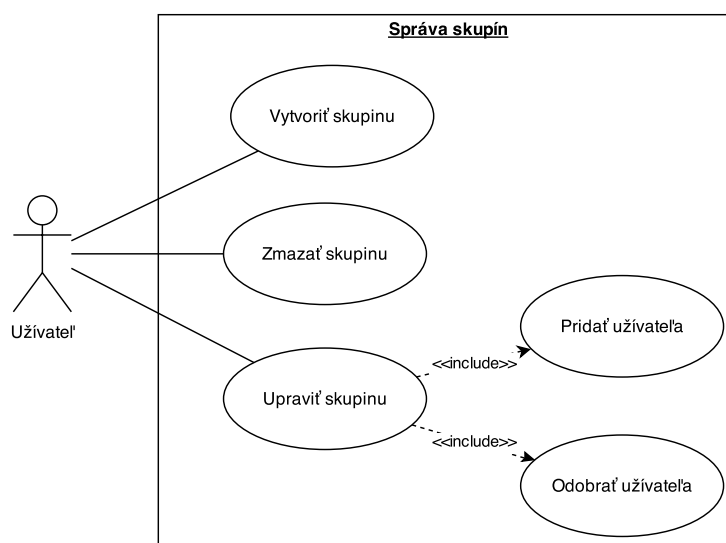 Správa skupín
Vytvoriť skupinu
Zmazať skupinu
Užívateľ
Pridať užívateľa
<<include>>
Upraviť skupinu
<<include>>
Odobrať užívateľa